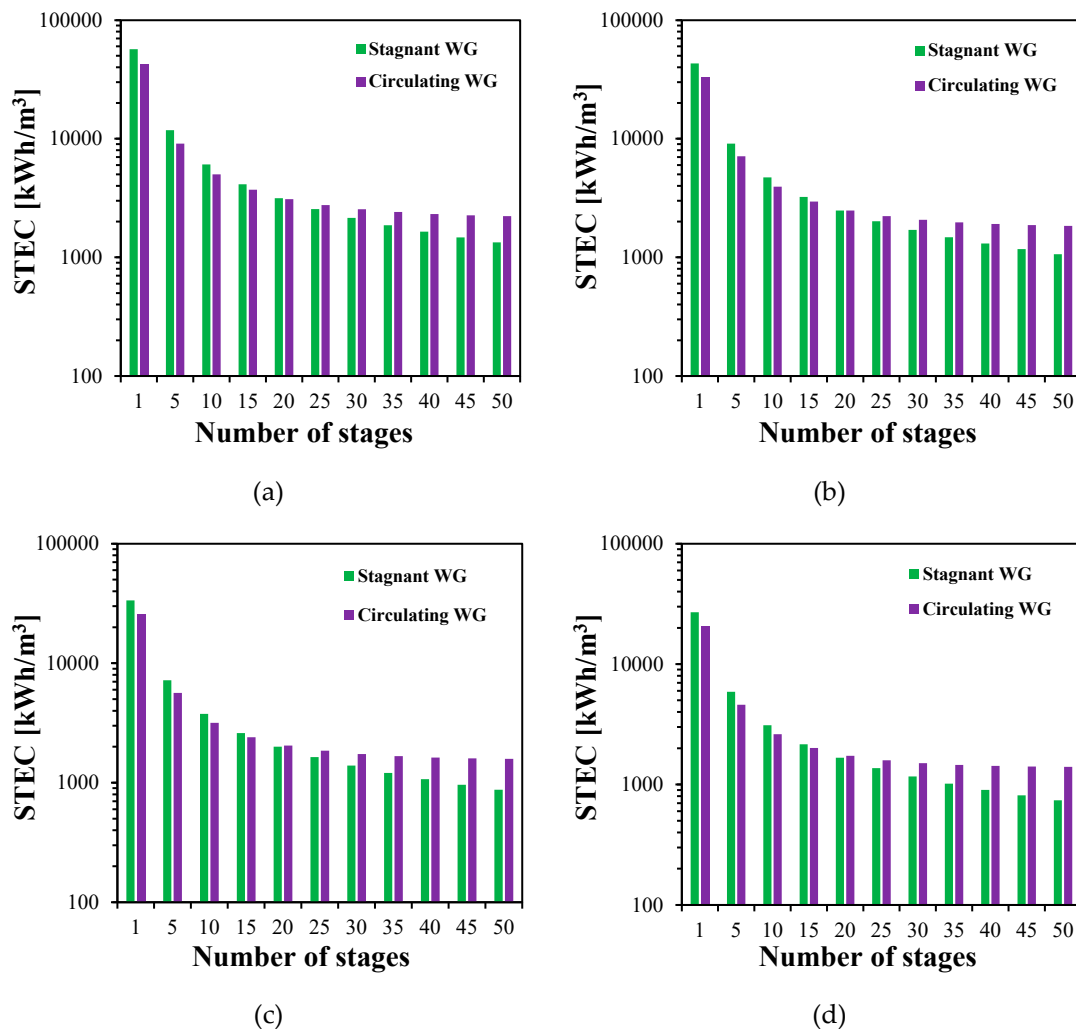 100000
10000
1000
100
STEC [kWh/m³]
Stagnant WG
Circulating WG
1 5 10 15 20 25 30 35 40 45 50
Number of stages
(a)
100000
10000
1000
100
STEC [kWh/m³]
Stagnant WG
Circulating WG
1 5 10 15 20 25 30 35 40 45 50
Number of stages
(b)
100000
10000
1000
100
STEC [kWh/m³]
Stagnant WG
Circulating WG
1 5 10 15 20 25 30 35 40 45 50
Number of stages
(c)
100000
10000
1000
100
STEC [kWh/m³]
Stagnant WG
Circulating WG
1 5 10 15 20 25 30 35 40 45 50
Number of stages
(d)